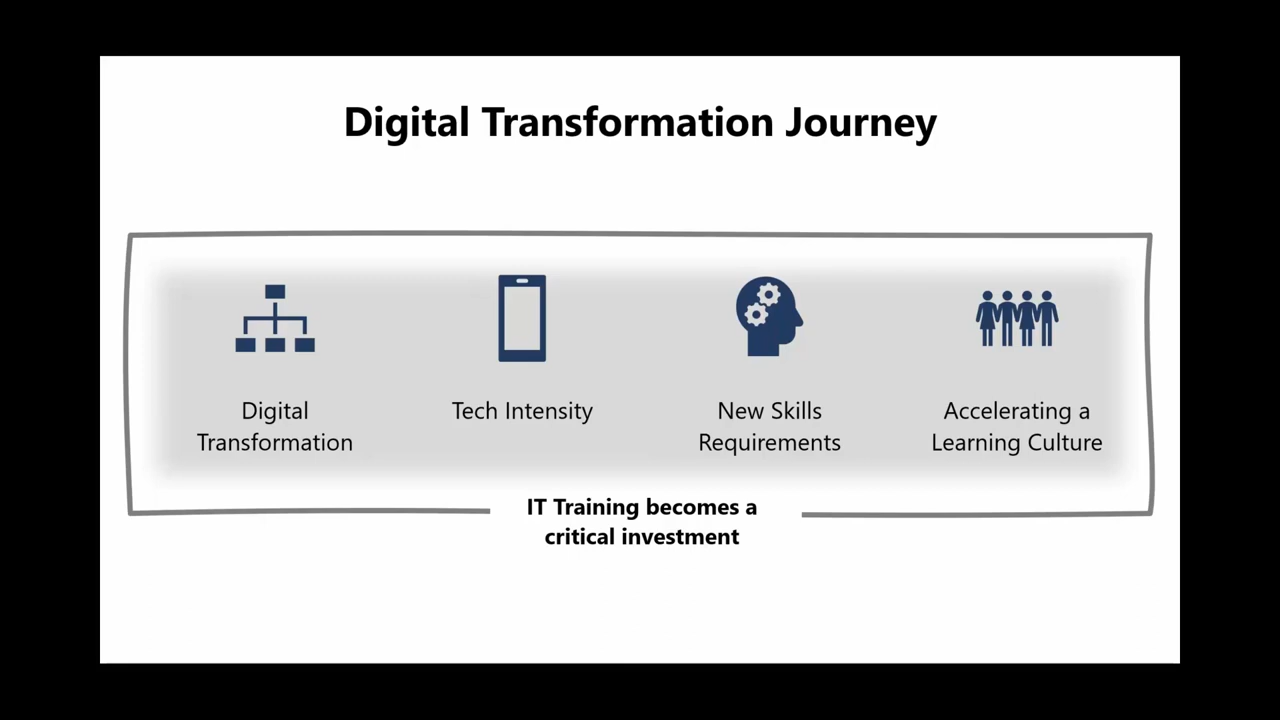 Digital Transformation Journey
Digital
Transformation
Tech Intensity
New Skills
Requirements
Accelerating a
Learning Culture
IT Training becomes a
critical investment